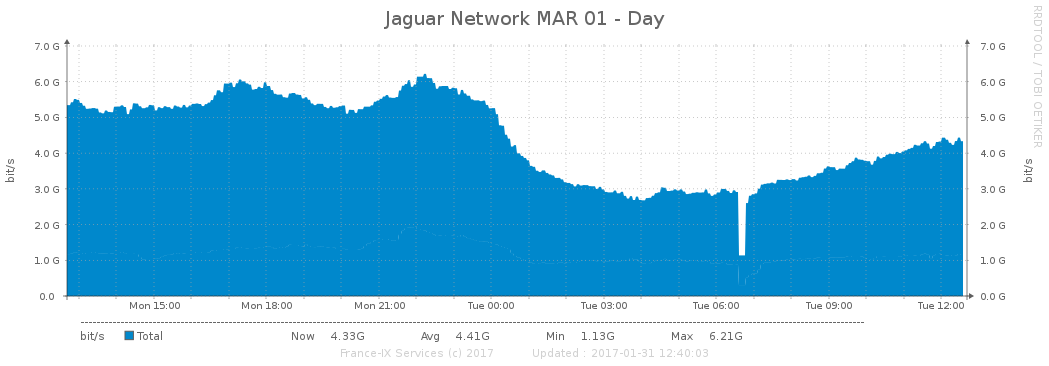 Jaguar Network MAR 01 - Day
RRDTOOL / TOBI OETIKER
bit/s
7.0 G
6.0 G
5.0 G
4.0 G
3.0 G
2.0 G
1.0 G
0.0
7.0 G
6.0 G
5.0 G
4.0 G
3.0 G
2.0 G
1.0 G
0.0 G
bit/s
Mon 15:00 Mon 18:00 Mon 21:00 Tue 00:00 Tue 03:00 Tue 06:00 Tue 09:00 Tue 12:00
bit/s Total Now 4.33G Avg 4.41G Min 1.13G Max 6.21G
France-IX Services (c) 2017 Updated : 2017-01-31 12:40:03